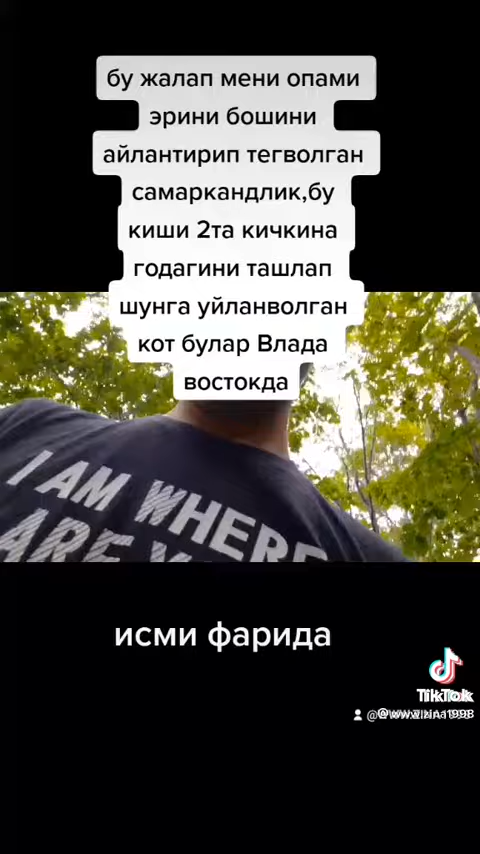 бу жалап мени опами
эрини бошини
айлантирип тегволган
самаркандлик,бу
киши 2та кичкина
годагини ташлап
шунга уйланволган
кот булар Влада
востокда
I AM WHERE
ARE
исми фарида
TikTok